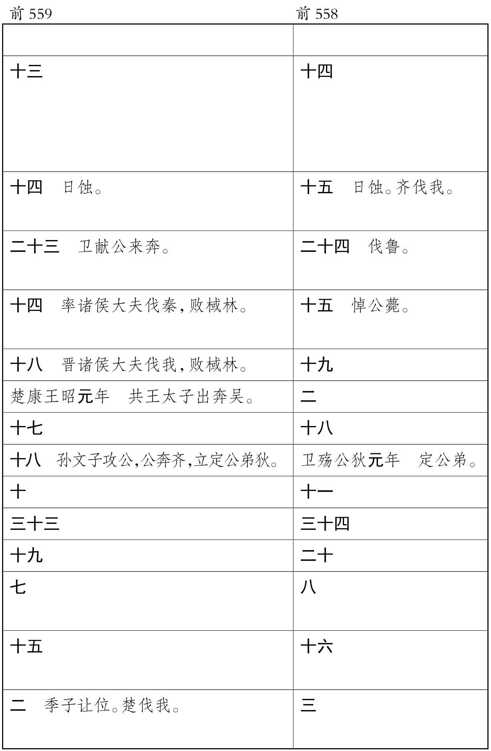 前 559 前 558
十三 十四
十四 日蚀。 十五 日蚀。齐伐我。
二十三 卫献公来奔。 二十四 伐鲁。
十四 率诸侯大夫伐秦，败棫林。 十五 悼公薨。
十八 晋诸侯大夫伐我，败棫林。 十九
楚康王昭元年 共王太子出奔吴。 二
十七 十八
十八 孙文子攻公，公奔齐，立定公弟狄。 卫殇公狄元年 定公弟。
十 十一
三十三 三十四
十九 二十
七 八
十五 十六
二 季子让位。楚伐我。 三